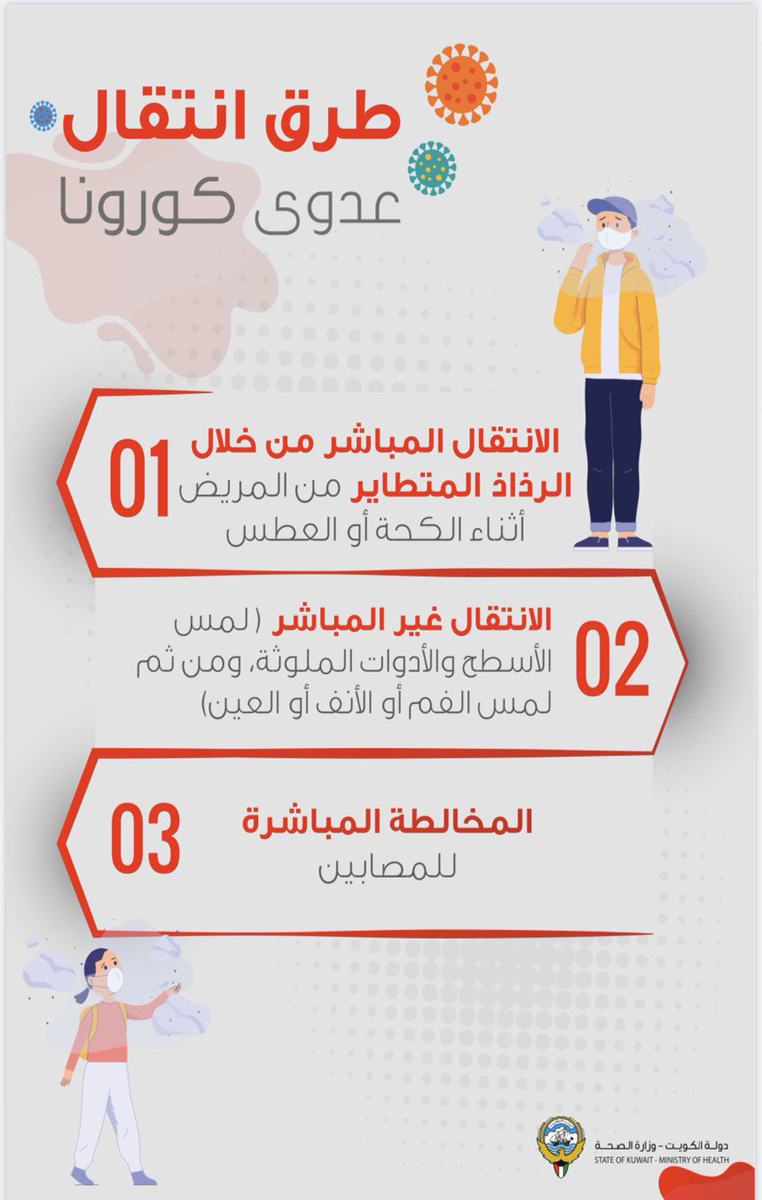 طرق انتقال
عدوى كورونا
01
الانتقال المباشر من خلال
الرذاذ المتطاير من المريض
أثناء الكحة أو العطس
02
الانتقال غير المباشر (لمس
الأسطح والأدوات الملوثة، ومن ثم
لمس الفم أو الأنف أو العين)
03
المخالطة المباشرة
للمصابين
دولة الكويت - وزارة الصحة
STATE OF KUWAIT - MINISTRY OF HEALTH